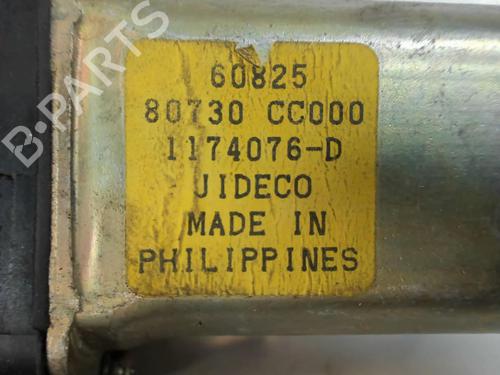 60825
80730 CC000
1174076-D
JIDECO
MADE IN
PHILIPPINES
B-PARTS